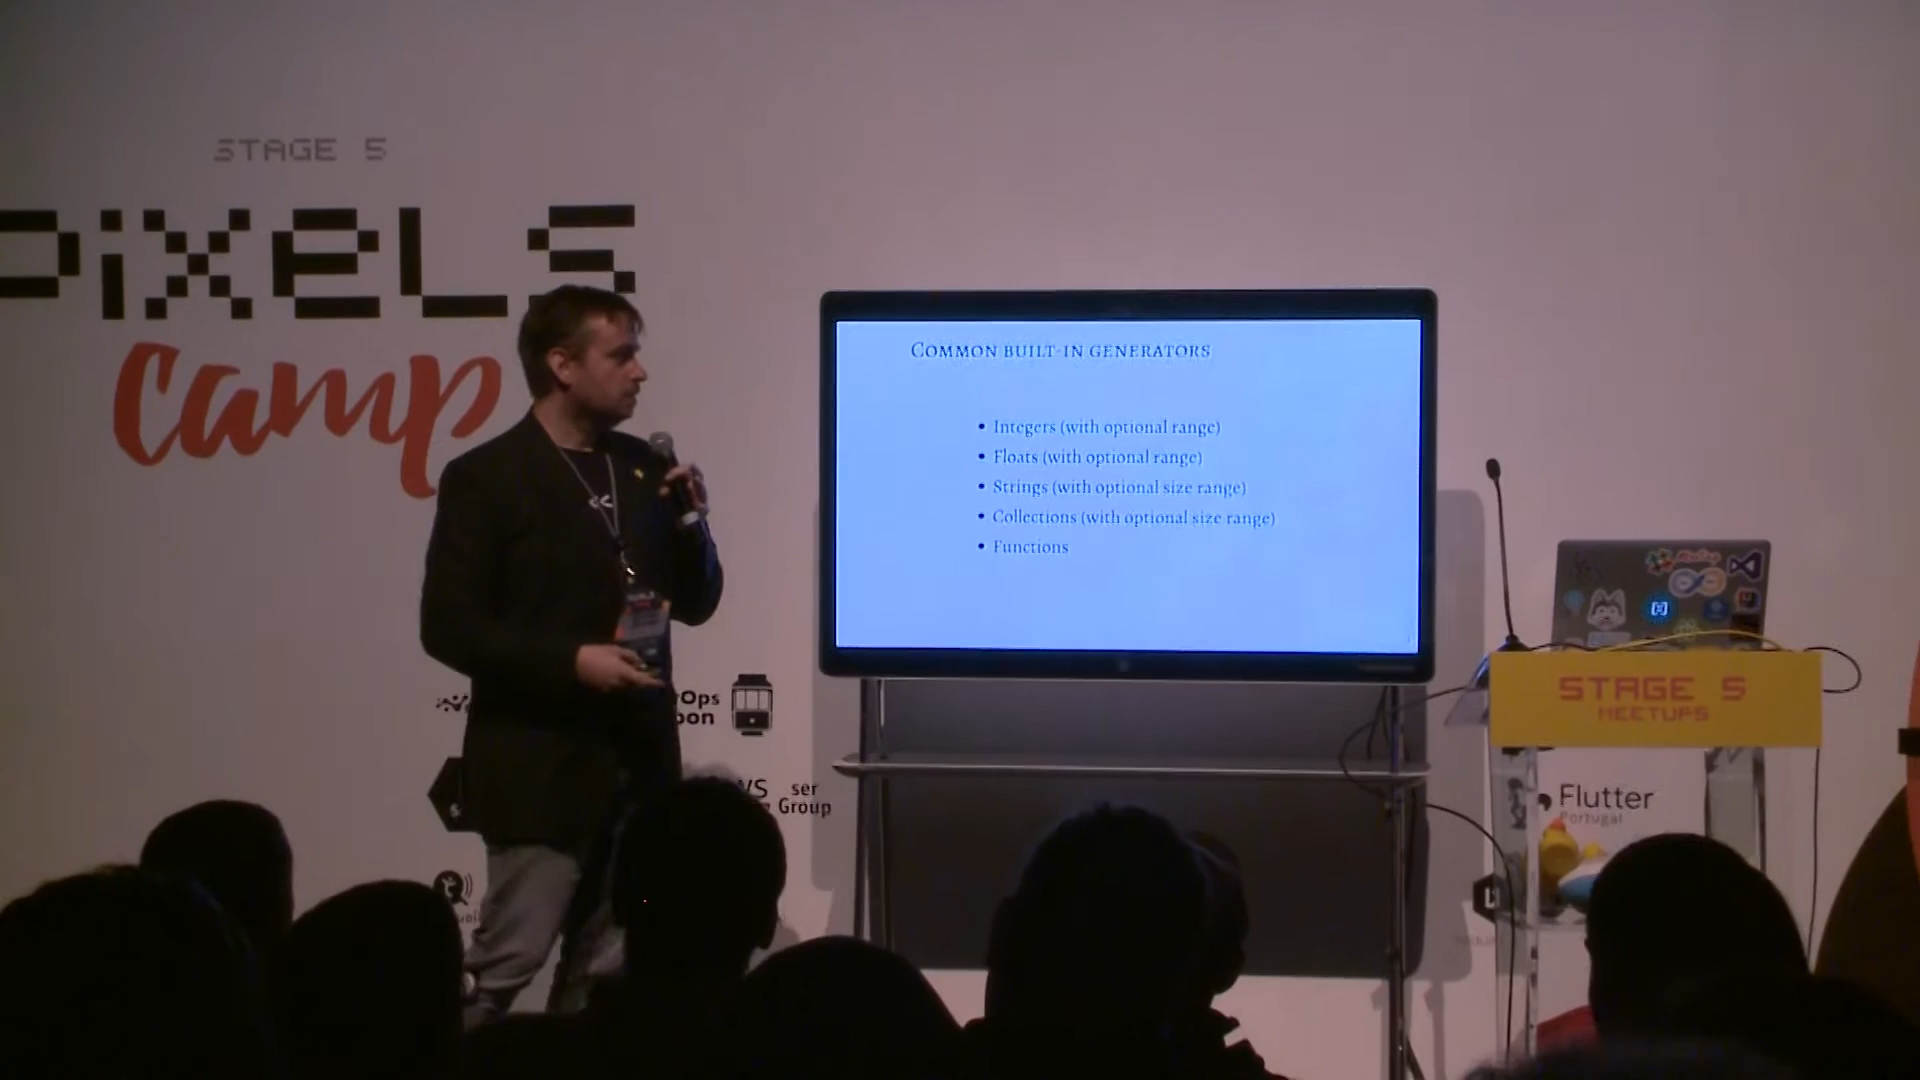 STAGE 5
PIXELS
camp
COMMON BUILT-IN GENERATORS
• Integers (with optional range)
• Floats (with optional range)
• Strings (with optional size range)
• Collections (with optional size range)
• Functions
STAGE 5
MEETUPS
Group
Flutter
Portugal